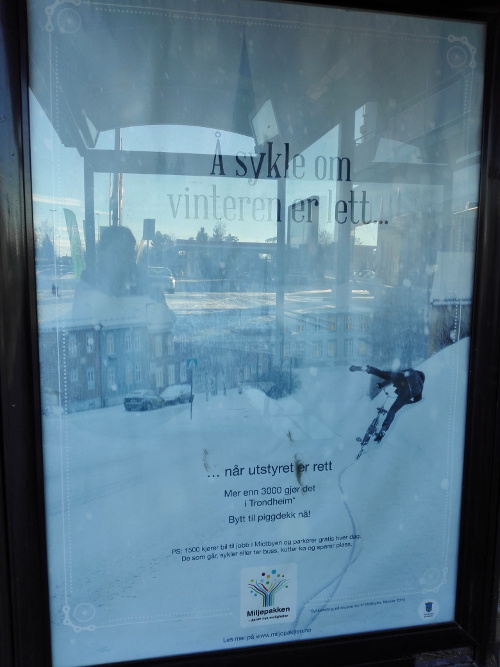 Å sykle om
vinteren er lett...
... når utstyret er rett
Mer enn 3000 gjør det
i Trondheim*
Bytt til piggdekk nå!
PS: 1500 kjører bil til jobb i Midtbyen og parkerer gratis hver dag.
De som går, sykler eller tar buss, kutter kø og sparer plass.
Miljøpakken
Les mer på www.miljopakken.no